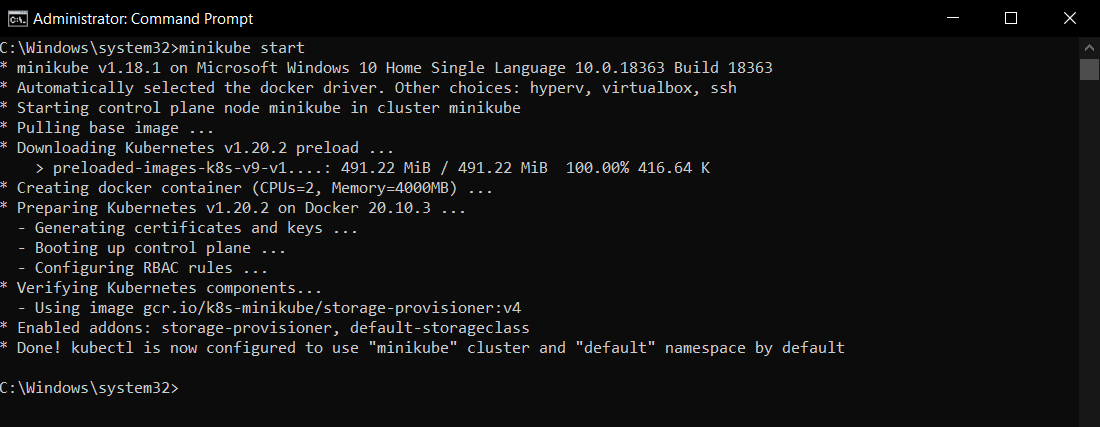 Administrator: Command Prompt
C:\Windows\system32>minikube start
* minikube v1.18.1 on Microsoft Windows 10 Home Single Language 10.0.18363 Build 18363
* Automatically selected the docker driver. Other choices: hyperv, virtualbox, ssh
* Starting control plane node minikube in cluster minikube
* Pulling base image ...
* Downloading Kubernetes v1.20.2 preload ...
    > preloaded-images-k8s-v9-v1....: 491.22 MiB / 491.22 MiB  100.00% 416.64 K
* Creating docker container (CPUs=2, Memory=4000MB) ...
* Preparing Kubernetes v1.20.2 on Docker 20.10.3 ...
  - Generating certificates and keys ...
  - Booting up control plane ...
  - Configuring RBAC rules ...
* Verifying Kubernetes components...
  - Using image gcr.io/k8s-minikube/storage-provisioner:v4
* Enabled addons: storage-provisioner, default-storageclass
* Done! kubectl is now configured to use "minikube" cluster and "default" namespace by default
C:\Windows\system32>